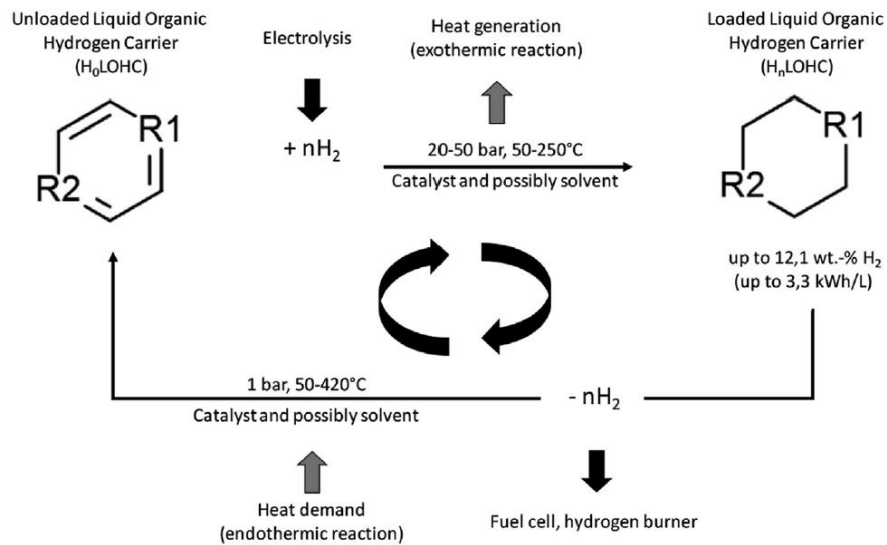 Unloaded Liquid Organic
Hydrogen Carrier
(H₀LOHC)
Electrolysis
Heat generation
(exothermic reaction)
Loaded Liquid Organic
Hydrogen Carrier
(HₙLOHC)
R1
R2
+ nH₂
20-50 bar, 50-250°C
Catalyst and possibly solvent
R1
R2
up to 12,1 wt.-% H₂
(up to 3,3 kWh/L)
1 bar, 50-420°C
Catalyst and possibly solvent
- nH₂
Heat demand
(endothermic reaction)
Fuel cell, hydrogen burner